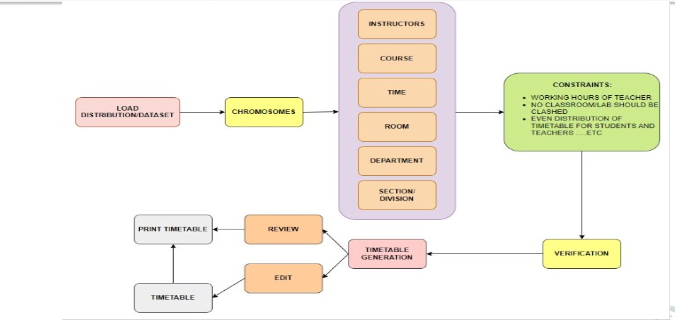 INSTRUCTORS
COURSE
TIME
ROOM
DEPARTMENT
SECTION/
DIVISION
LOAD
DISTRIBUTION/DATASET
CHROMOSOMES
CONSTRAINTS:
• WORKING HOURS OF TEACHER
• NO CLASSROOM/LAB SHOULD BE
CLASHED
• EVEN DISTRIBUTION OF
TIMETABLE FOR STUDENTS AND
TEACHERS ....ETC
PRINT TIMETABLE
REVIEW
TIMETABLE
GENERATION
VERIFICATION
EDIT
TIMETABLE